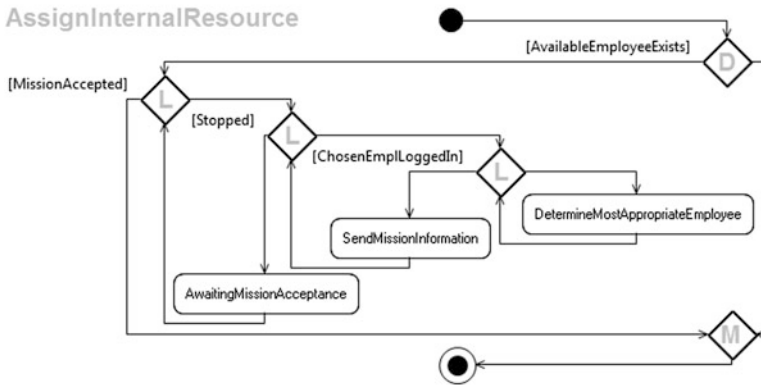 AssignInternalResource
[AvailableEmployeeExists]
D
[MissionAccepted]
L
[Stopped]
L
[ChosenEmplLoggedIn]
L
DetermineMostAppropriateEmployee
SendMissionInformation
AwaitingMissionAcceptance
M